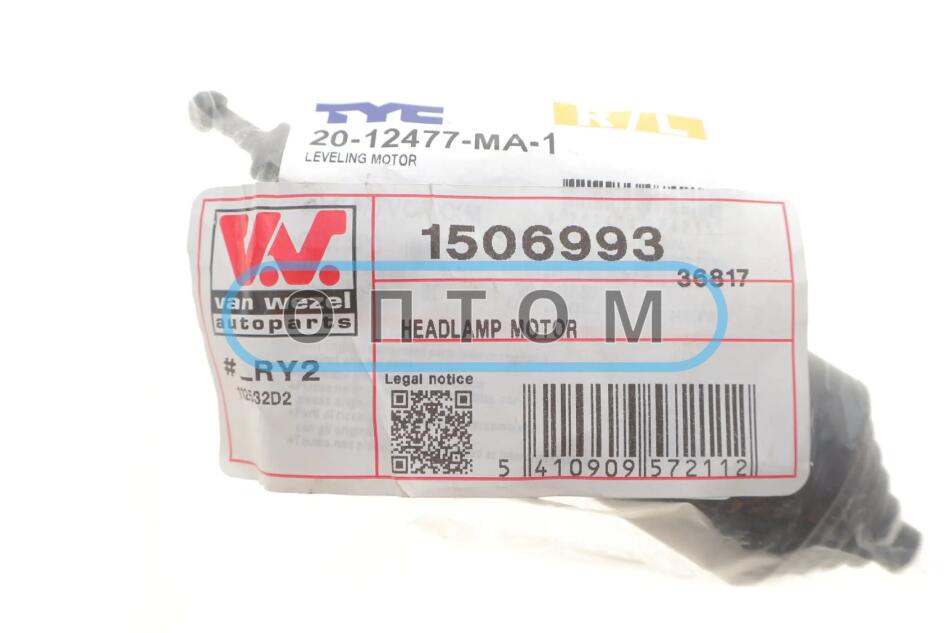 TYC
R/L
20-12477-MA-1
LEVELING MOTOR
1506993
36817
van wezel
autoparts
ОПТОМ
HEADLAMP MOTOR
#_RY2
Legal notice
5 410909 572112